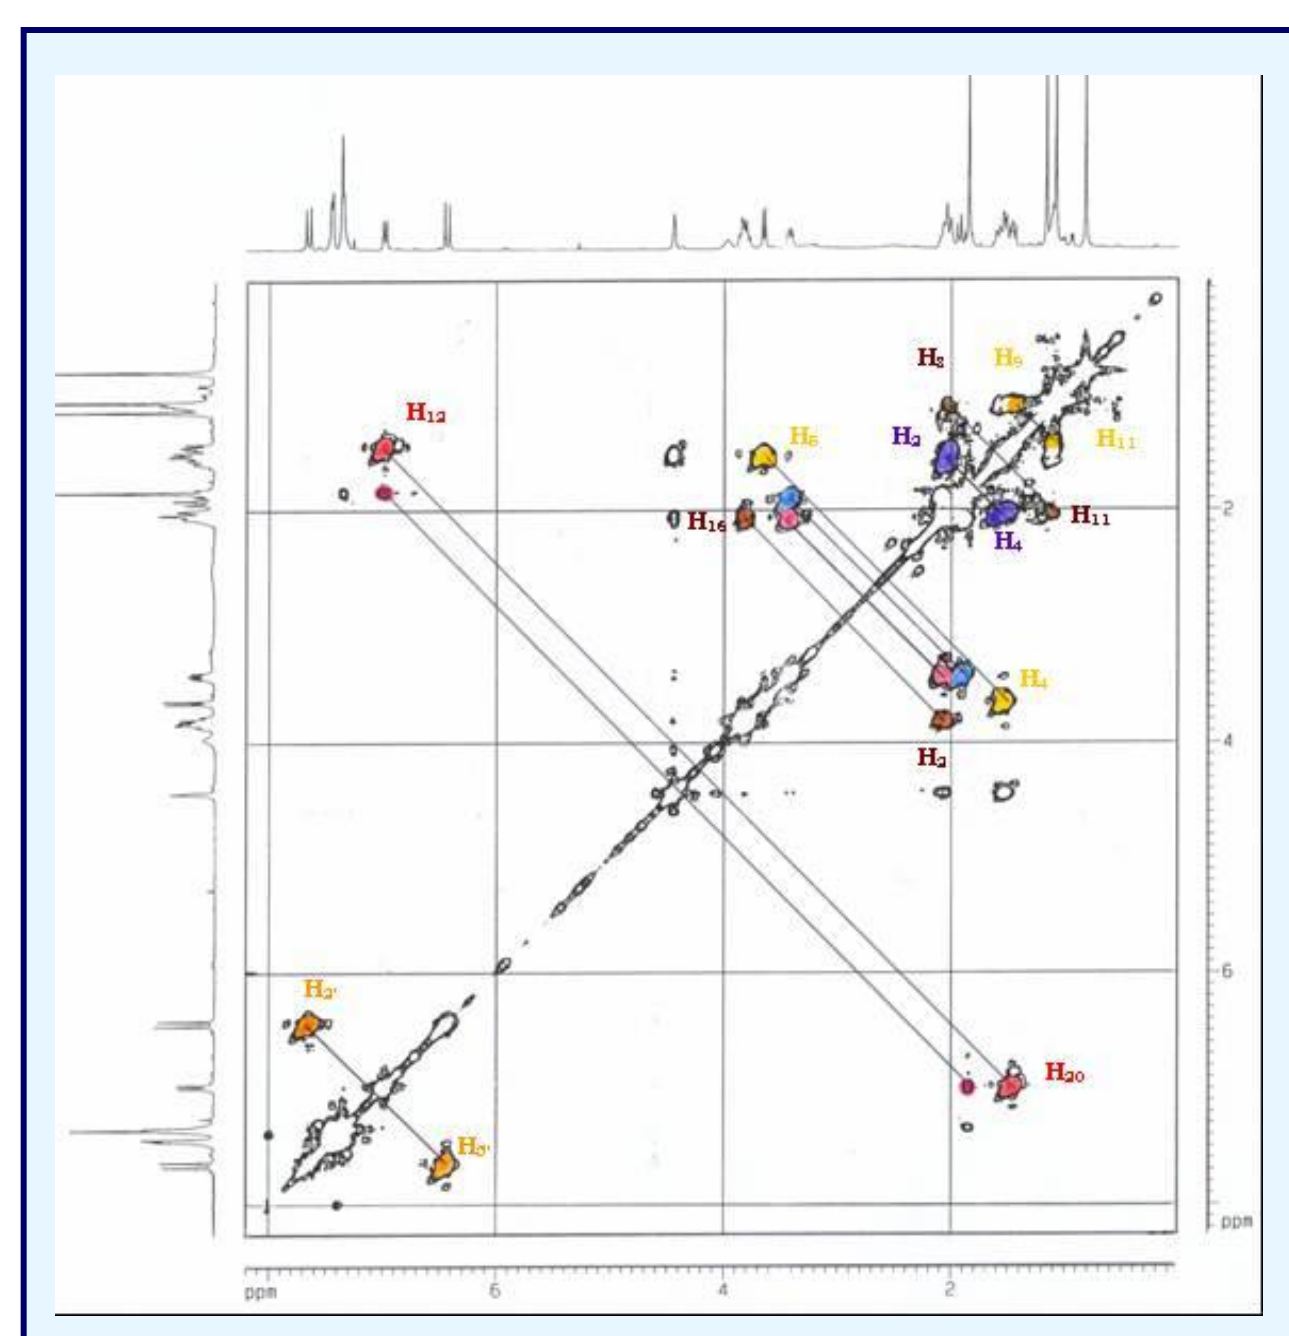 H₈ H₉
H₁₂ H₂ H₆ H₁₁
H₁₆ H₁₁ 2
H₄
H₄
H₂ 4
6
H₂'
H₂₀
H₃'
ppm
ppm 6 4 2